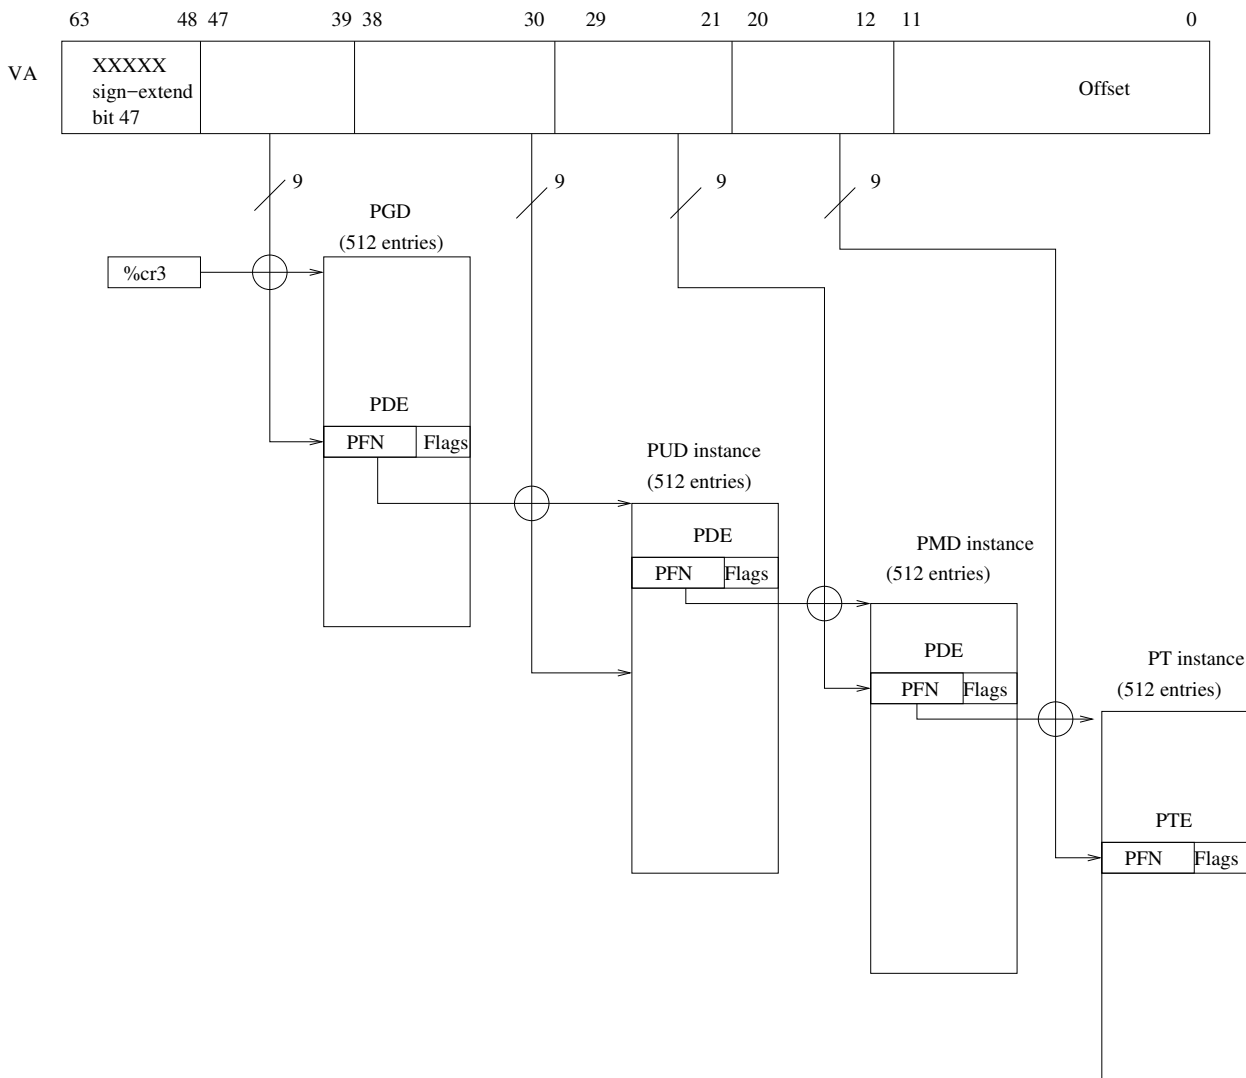 63 48 47 39 38 30 29 21 20 12 11 0
VA
XXXXX
sign−extend
bit 47
Offset
9 9 9 9
PGD
(512 entries)
%cr3
PDE
PFN Flags
PUD instance
(512 entries)
PDE
PFN Flags
PMD instance
(512 entries)
PDE
PFN Flags
PT instance
(512 entries)
PTE
PFN Flags